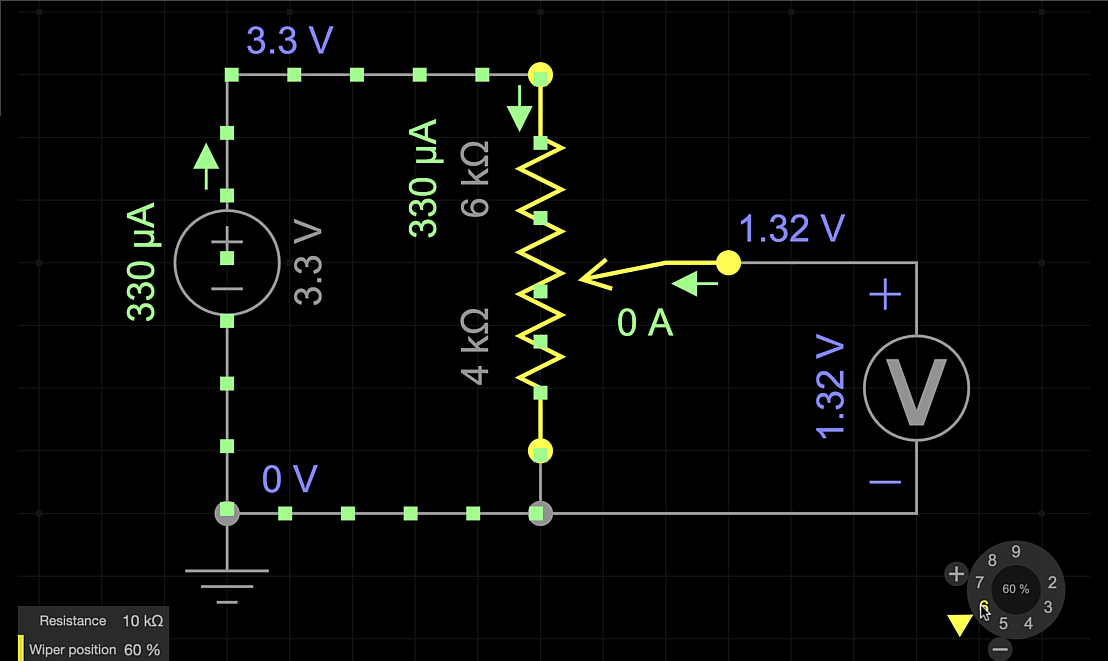 3.3 V
330 µA
3.3 V
330 µA
6 kΩ
4 kΩ
1.32 V
0 A
+
1.32 V
V
−
0 V
+
−
9
8
7
6
5
4
3
2
60 %
+
−
Resistance 10 kΩ
Wiper position 60 %